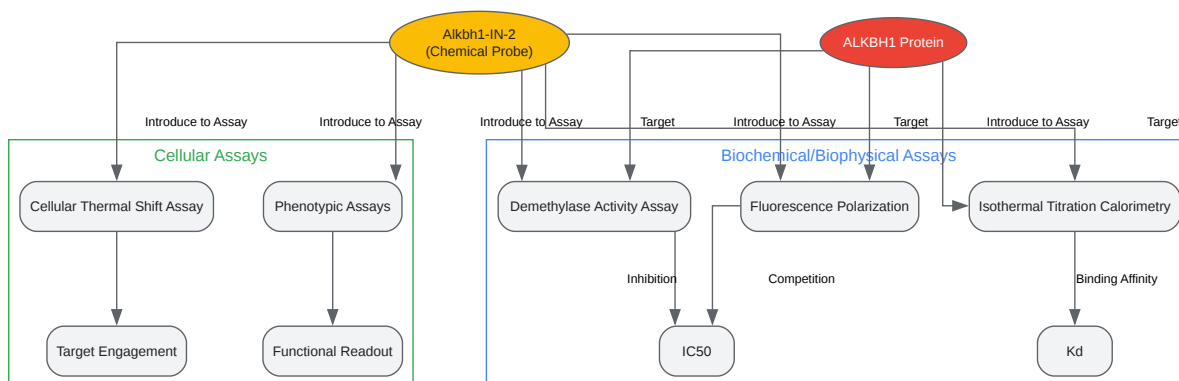 Alkbh1-IN-2
(Chemical Probe)
ALKBH1 Protein
Introduce to Assay
Introduce to Assay
Introduce to Assay
Target
Introduce to Assay
Target
Introduce to Assay
Target
Cellular Assays
Biochemical/Biophysical Assays
Cellular Thermal Shift Assay
Phenotypic Assays
Demethylase Activity Assay
Fluorescence Polarization
Isothermal Titration Calorimetry
Inhibition
Competition
Binding Affinity
Target Engagement
Functional Readout
IC50
Kd